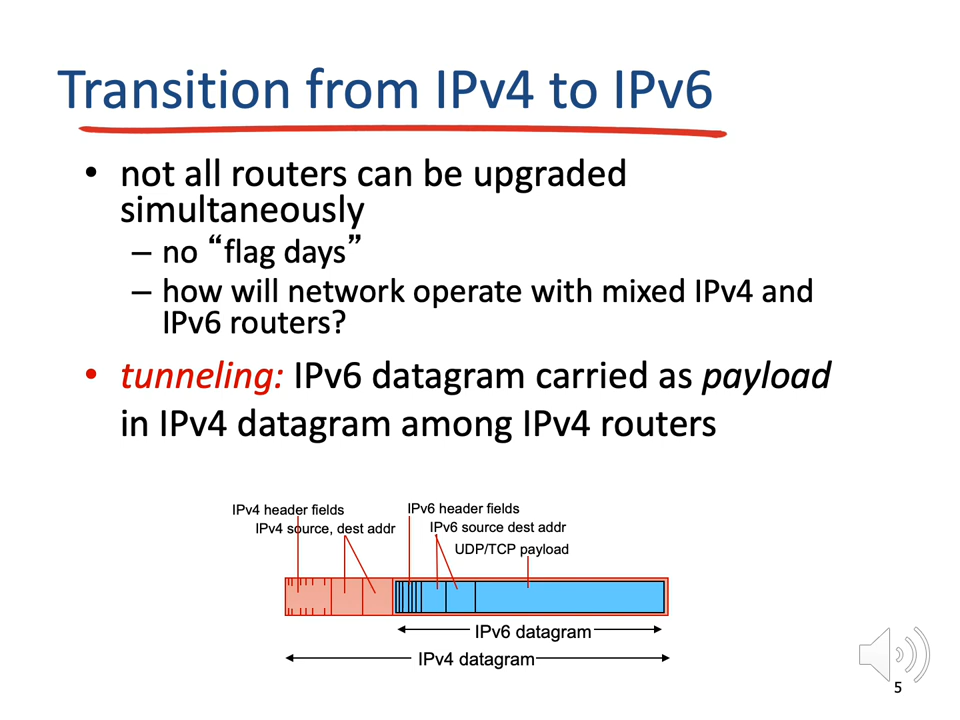 Transition from IPv4 to IPv6
• not all routers can be upgraded
simultaneously
– no “flag days”
– how will network operate with mixed IPv4 and
IPv6 routers?
• tunneling: IPv6 datagram carried as payload
in IPv4 datagram among IPv4 routers
IPv4 header fields
IPv6 header fields
IPv4 source, dest addr
IPv6 source dest addr
UDP/TCP payload
IPv6 datagram
IPv4 datagram
5